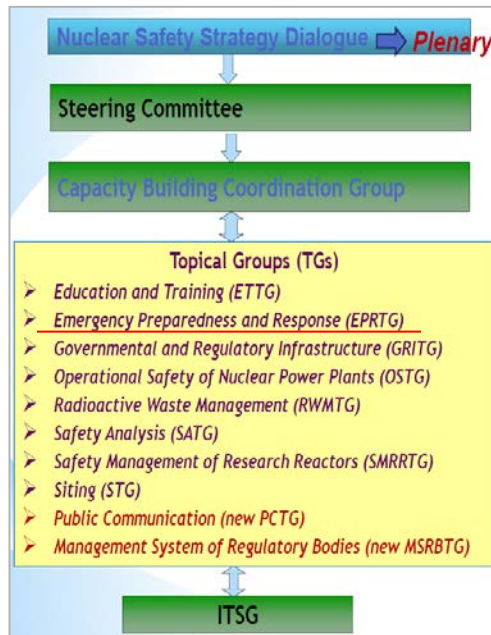 Nuclear Safety Strategy Dialogue Plenary
Steering Committee
Capacity Building Coordination Group
Topical Groups (TGs)
Education and Training (ETTG)
Emergency Preparedness and Response (EPRTG)
Governmental and Regulatory Infrastructure (GRITG)
Operational Safety of Nuclear Power Plants (OSTG)
Radioactive Waste Management (RWMTG)
Safety Analysis (SATG)
Safety Management of Research Reactors (SMRRTG)
Siting (STG)
Public Communication (new PCTG)
Management System of Regulatory Bodies (new MSRBTG)
ITSG